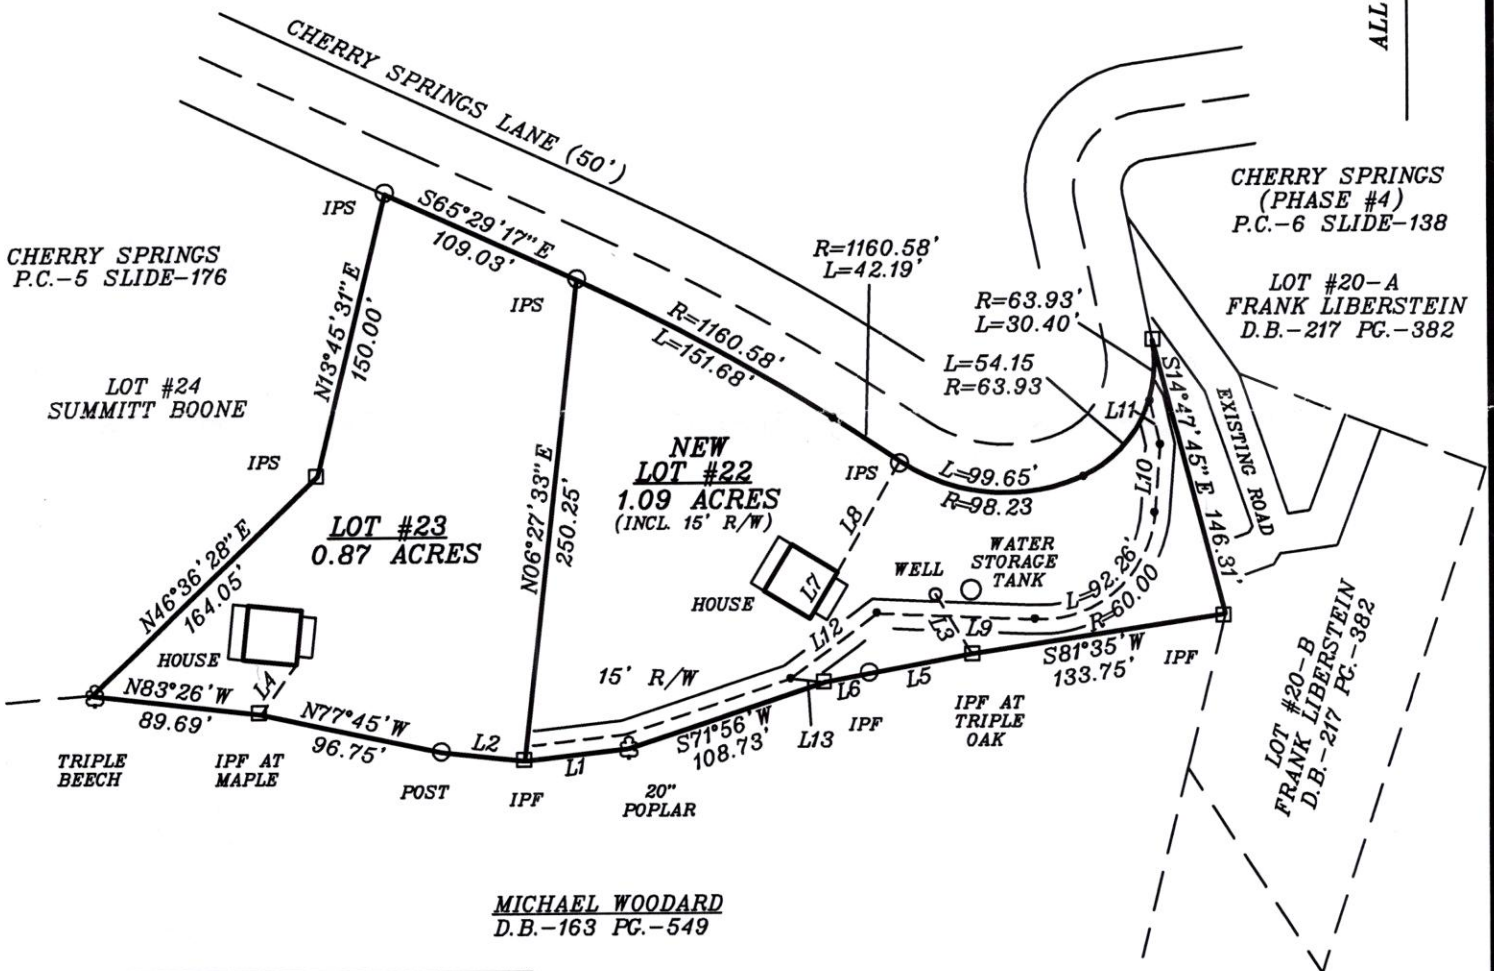 ALL
CHERRY SPRINGS LANE (50')
CHERRY SPRINGS
(PHASE #4)
P.C.-6 SLIDE-138
IPS
S65°29'17"E
109.03'
CHERRY SPRINGS
P.C.-5 SLIDE-176
R=1160.58'
L=42.19'
LOT #20-A
FRANK LIBERSTEIN
D.B.-217 PG.-382
IPS
R=63.93'
L=30.40'
N13°45'31"E
150.00'
R=1160.58'
L=151.68'
L=54.15
R=63.93
LOT #24
SUMMITT BOONE
S14°47'45"E 146.31'
EXISTING ROAD
L11
NEW
LOT #22
1.09 ACRES
(INCL. 15' R/W)
IPS
IPS
L=99.65'
R=98.23
L10
LOT #23
0.87 ACRES
N06°27'33"E
250.25'
L8
N46°36'28"E
164.05'
WATER
STORAGE
TANK
WELL
L7
HOUSE
L=92.26'
R=60.00
L12
L3
L9
HOUSE
L4
S81°35'W
133.75'
IPF
15' R/W
N83°26'W
89.69'
N77°45'W
96.75'
L6
L5
IPF
IPF AT
TRIPLE
OAK
S71°56'W
108.73'
L13
L2
L1
TRIPLE
BEECH
IPF AT
MAPLE
POST
IPF
20"
POPLAR
LOT #20-B
FRANK LIBERSTEIN
D.B.-217 PG.-382
MICHAEL WOODARD
D.B.-163 PG.-549